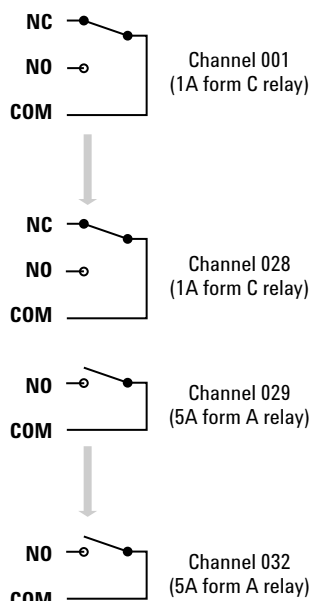 NC
NO
COM
Channel 001
(1A form C relay)
NC
NO
COM
Channel 028
(1A form C relay)
NO
COM
Channel 029
(5A form A relay)
NO
COM
Channel 032
(5A form A relay)